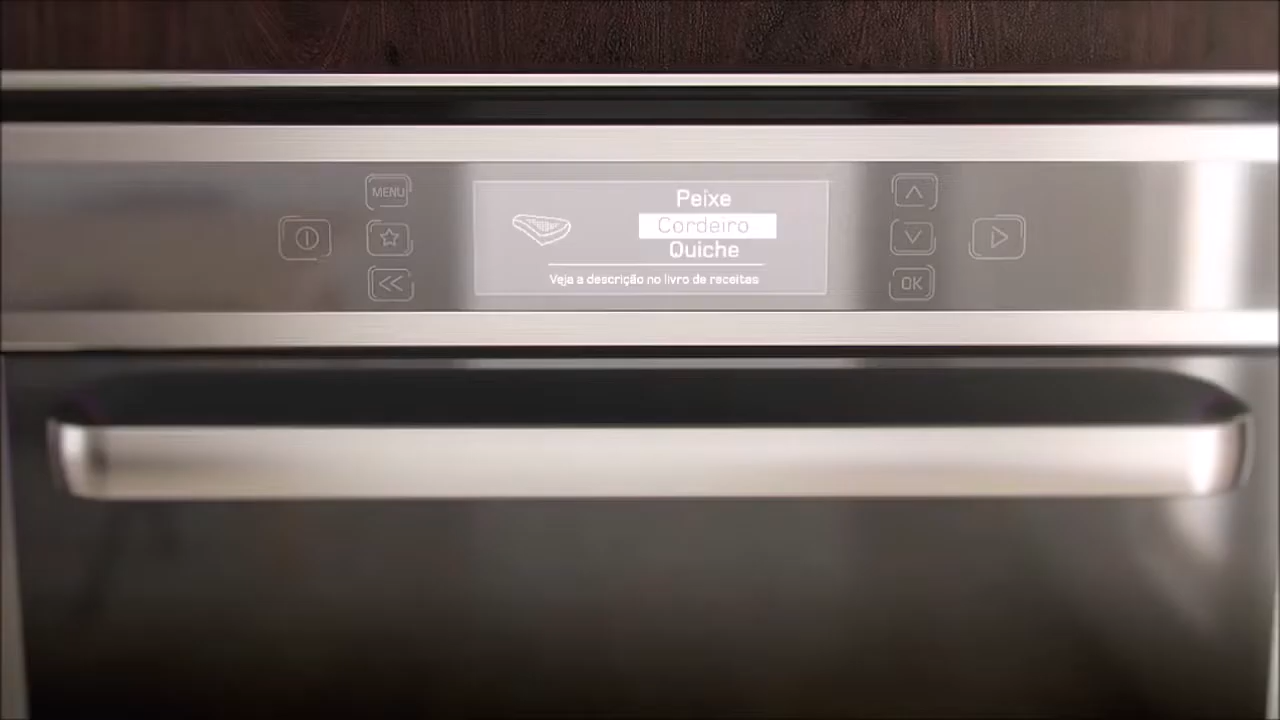 MENU
Peixe
Cordeiro
Quiche
Veja a descrição no livro de receitas
OK